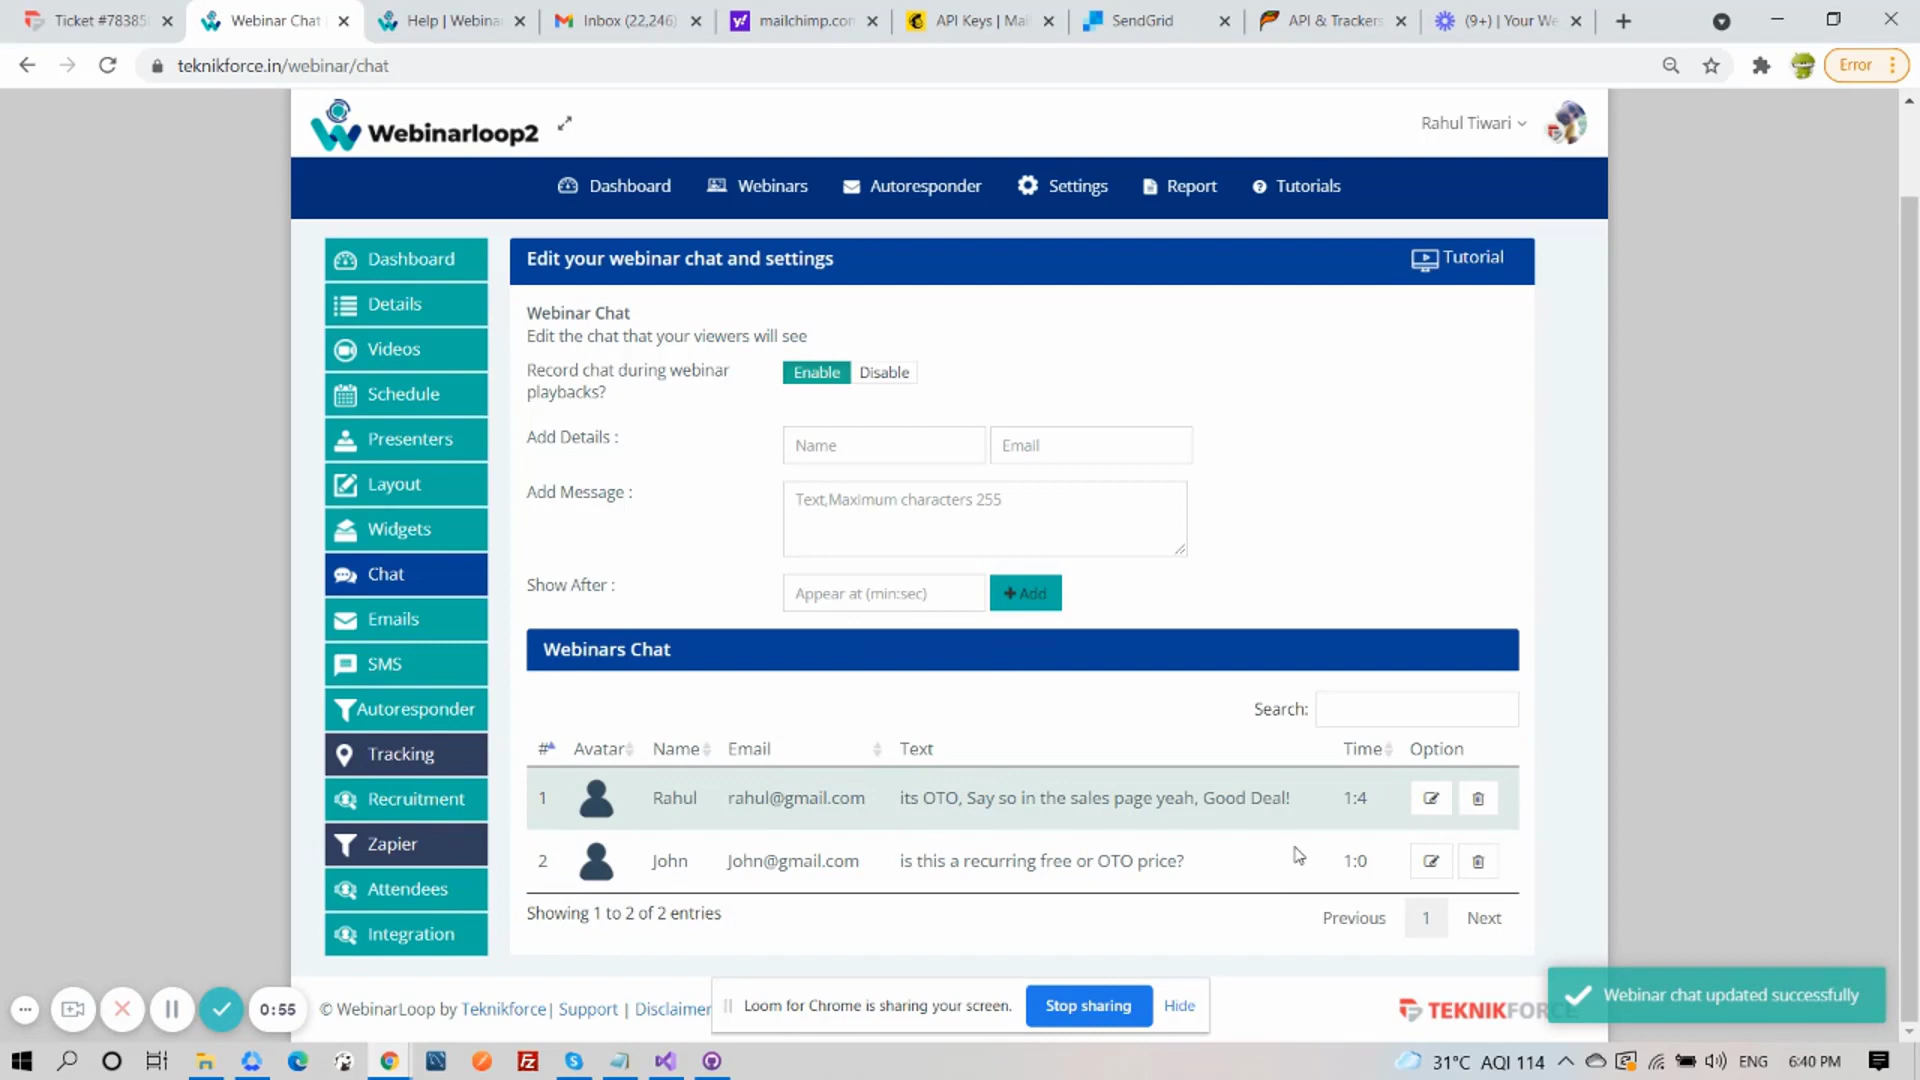 Ticket #78385
Webinar Chat
Help | Webina
Inbox (22,246)
mailchimp.con
API Keys | Mai
SendGrid
API & Trackers
(9+) | Your We
teknikforce.in/webinar/chat
Error
Webinarloop2
Rahul Tiwari
Dashboard
Webinars
Autoresponder
Settings
Report
Tutorials
Dashboard
Details
Videos
Schedule
Presenters
Layout
Widgets
Chat
Emails
SMS
Autoresponder
Tracking
Recruitment
Zapier
Attendees
Integration
Edit your webinar chat and settings
Tutorial
Webinar Chat
Edit the chat that your viewers will see
Record chat during webinar
playbacks?
Enable
Disable
Add Details :
Name
Email
Add Message :
Text,Maximum characters 255
Show After :
Appear at (min:sec)
+ Add
Webinars Chat
Search:
# Avatar Name Email Text Time Option
1 Rahul rahul@gmail.com its OTO, Say so in the sales page yeah, Good Deal! 1:4
2 John John@gmail.com is this a recurring free or OTO price? 1:0
Showing 1 to 2 of 2 entries
Previous 1 Next
0:55
© WebinarLoop by Teknikforce| Support | Disclaimer
Loom for Chrome is sharing your screen.
Stop sharing
Hide
TEKNIKFORCE
Webinar chat updated successfully
31°C AQI 114
ENG
6:40 PM